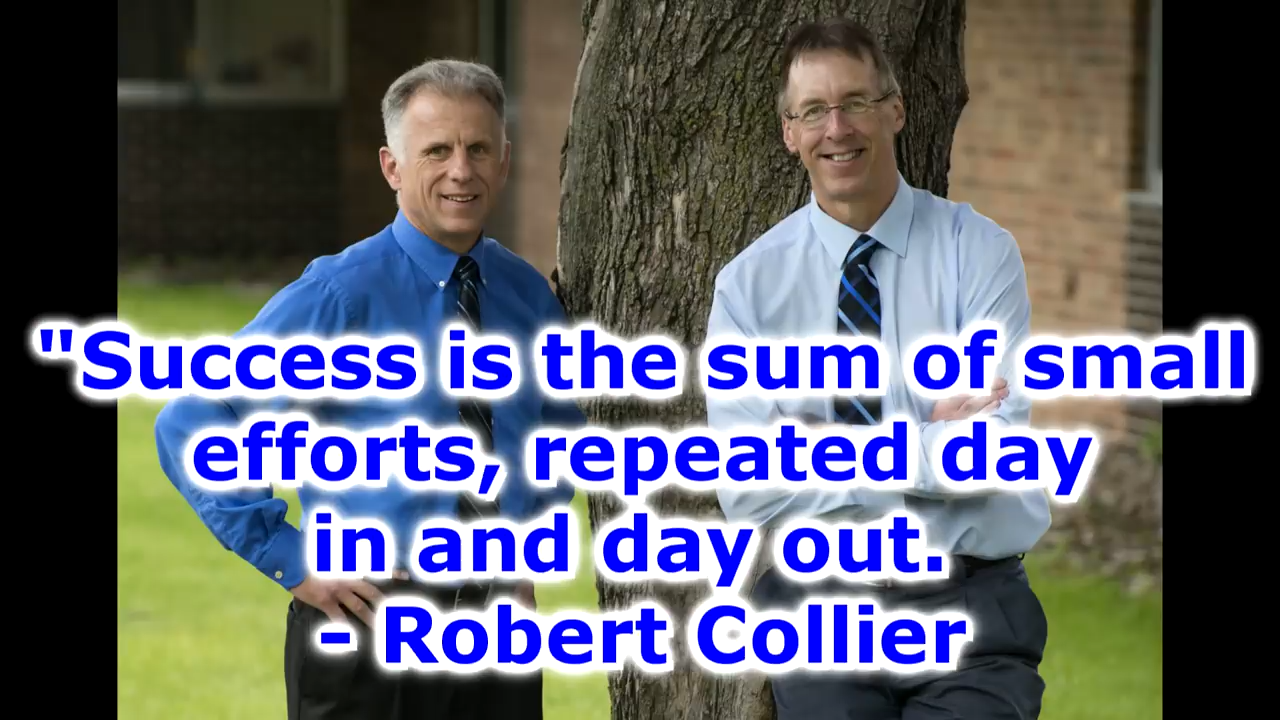 "Success is the sum of small
efforts, repeated day
in and day out.
- Robert Collier